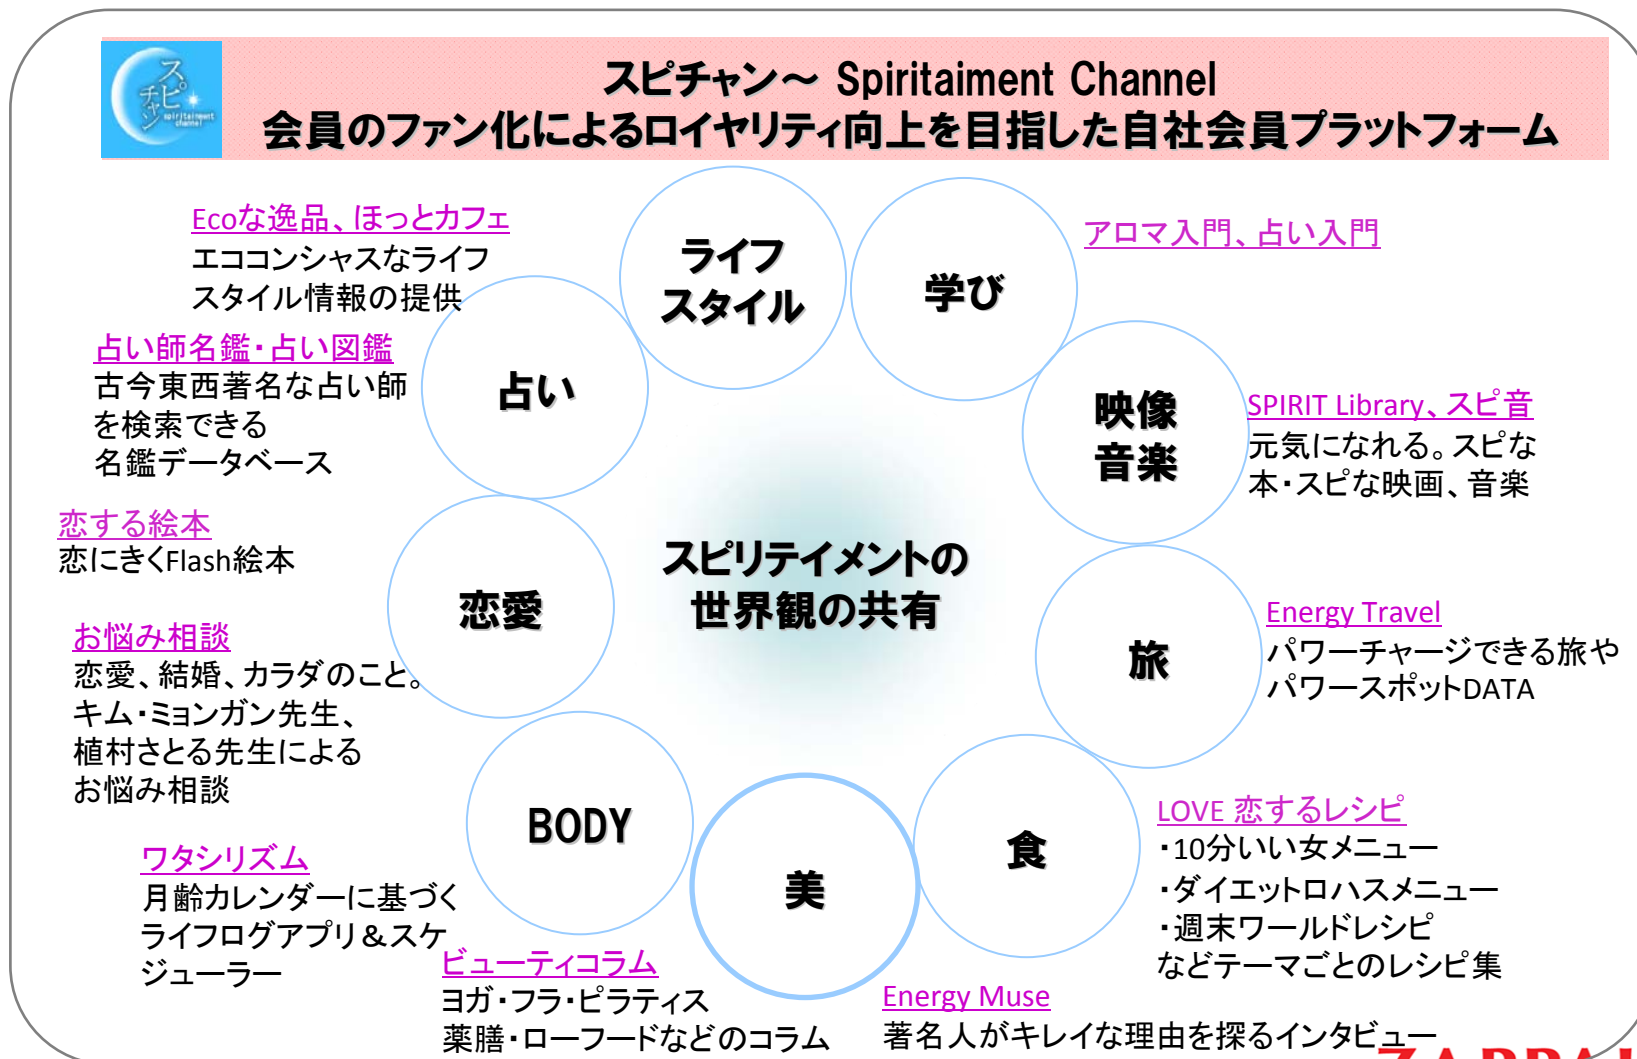 スピチャン
spiritainment
channel
スピチャン～ Spiritaiment Channel
会員のファン化によるロイヤリティ向上を目指した自社会員プラットフォーム
Ecoな逸品、ほっとカフェ
エココンシャスなライフ
スタイル情報の提供
ライフ
スタイル
学び
アロマ入門、占い入門
占い師名鑑・占い図鑑
古今東西著名な占い師
を検索できる
名鑑データベース
占い
映像
音楽
SPIRIT Library、スピ音
元気になれる。スピな
本・スピな映画、音楽
恋する絵本
恋にきくFlash絵本
恋愛
スピリテイメントの
世界観の共有
旅
Energy Travel
パワーチャージできる旅や
パワースポットDATA
お悩み相談
恋愛、結婚、カラダのこと。
キム・ミョンガン先生、
植村さとる先生による
お悩み相談
BODY
美
食
LOVE 恋するレシピ
・10分いい女メニュー
・ダイエットロハスメニュー
・週末ワールドレシピ
などテーマごとのレシピ集
ワタシリズム
月齢カレンダーに基づく
ライフログアプリ＆スケ
ジューラー
ビューティコラム
ヨガ・フラ・ピラティス
薬膳・ローフードなどのコラム
Energy Muse
著名人がキレイな理由を探るインタビュー